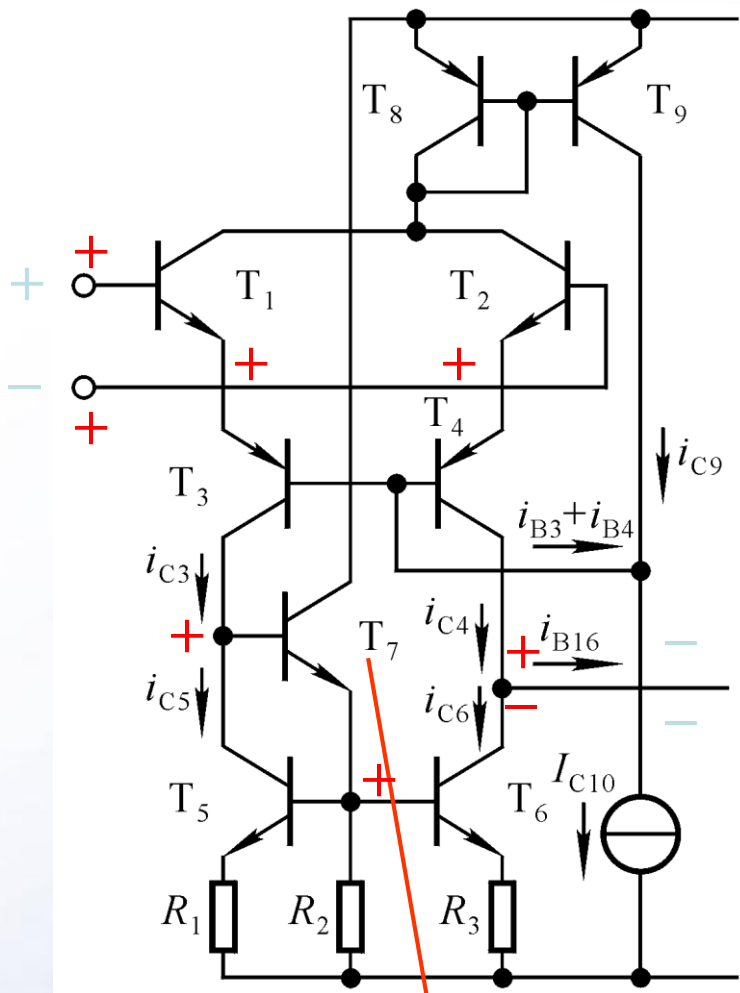 T8 T9
+
+ T1 T2
+ +
−
+ T4
T3 iC9
iB3+iB4
iC3
+ T7 iC4 + iB16 −
iC5 iC6 − −
+ IC10
T5 T6
R1 R2 R3